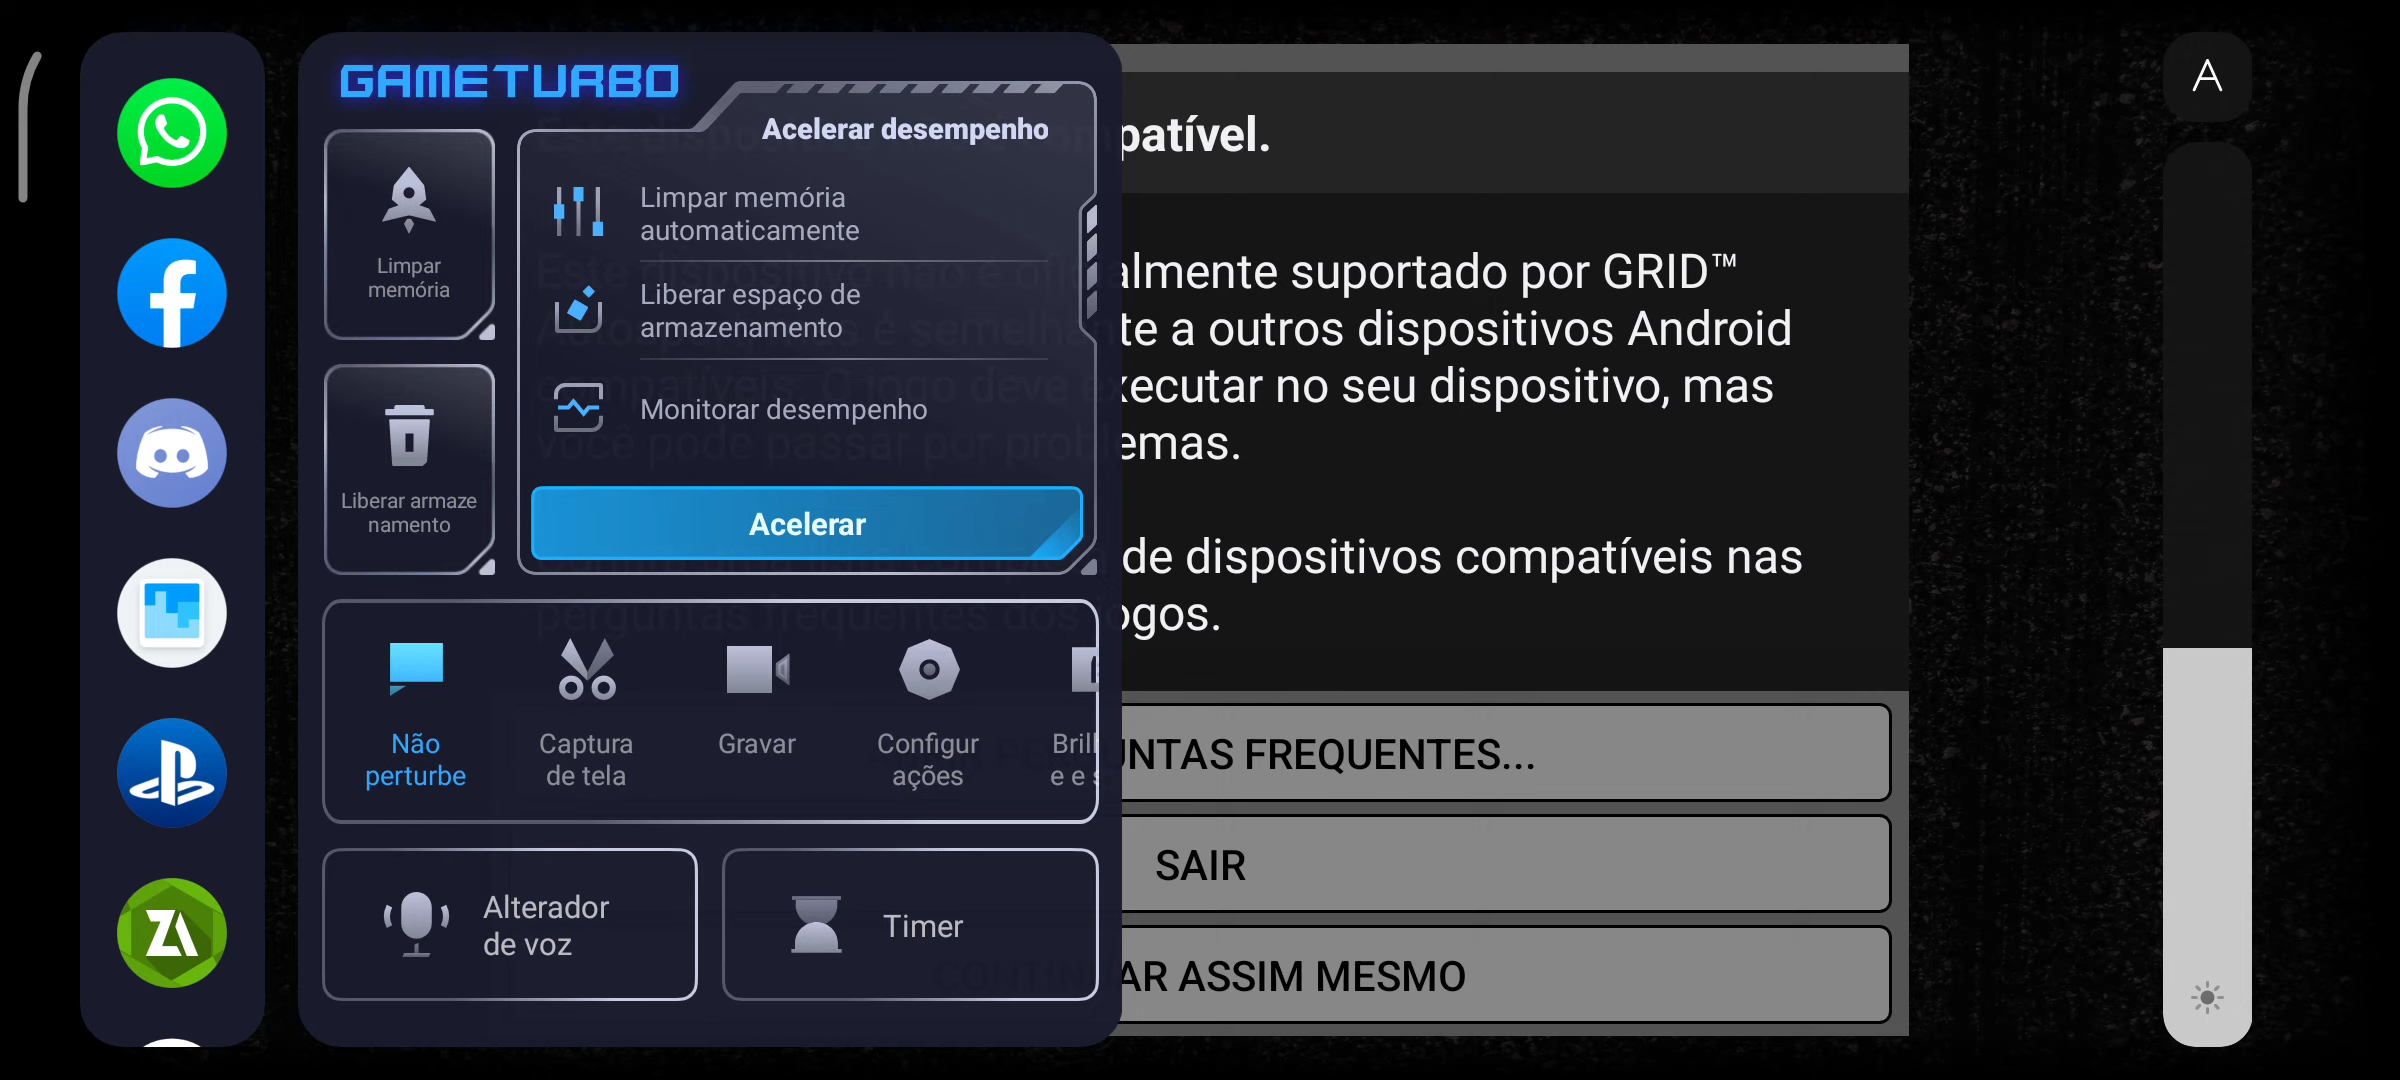 GAMETURBO
Acelerar desempenho
Limpar
memória
Limpar memória
automaticamente
Liberar espaço de
armazenamento
Monitorar desempenho
Liberar armaze
namento
Acelerar
Não
perturbe
Captura
de tela
Gravar
Configur
ações
Bril
e e s
Alterador
de voz
Timer
patível.
almente suportado por GRID™
te a outros dispositivos Android
xecutar no seu dispositivo, mas
emas.
de dispositivos compatíveis nas
ogos.
NTAS FREQUENTES...
SAIR
AR ASSIM MESMO
A